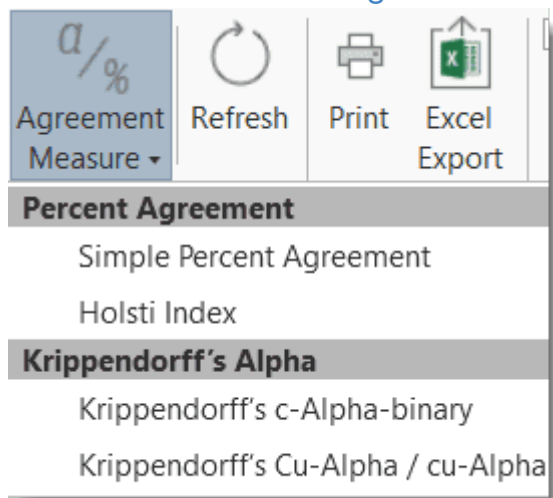 α/%
Agreement Measure ▾
Refresh
Print
Excel Export
Percent Agreement
Simple Percent Agreement
Holsti Index
Krippendorff’s Alpha
Krippendorff’s c-Alpha-binary
Krippendorff’s Cu-Alpha / cu-Alpha